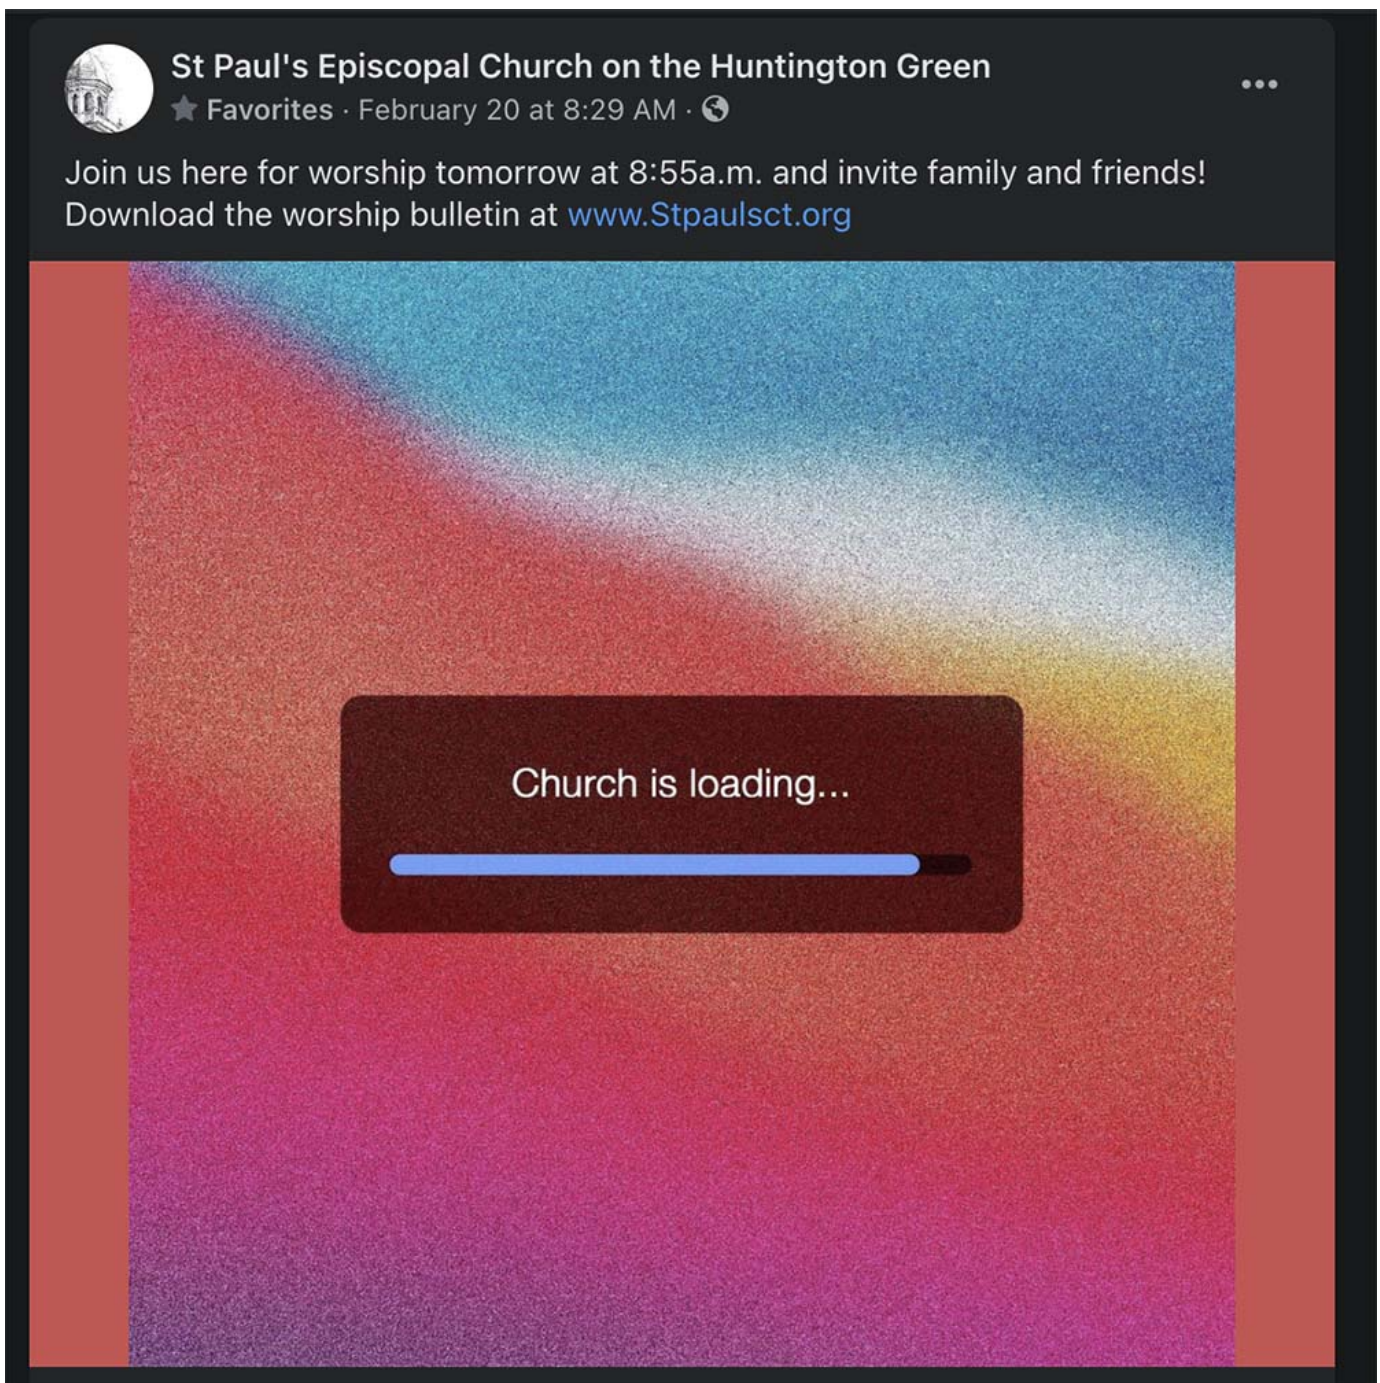 St Paul's Episcopal Church on the Huntington Green
Favorites · February 20 at 8:29 AM ·
Join us here for worship tomorrow at 8:55a.m. and invite family and friends!
Download the worship bulletin at www.Stpaulsct.org
Church is loading...